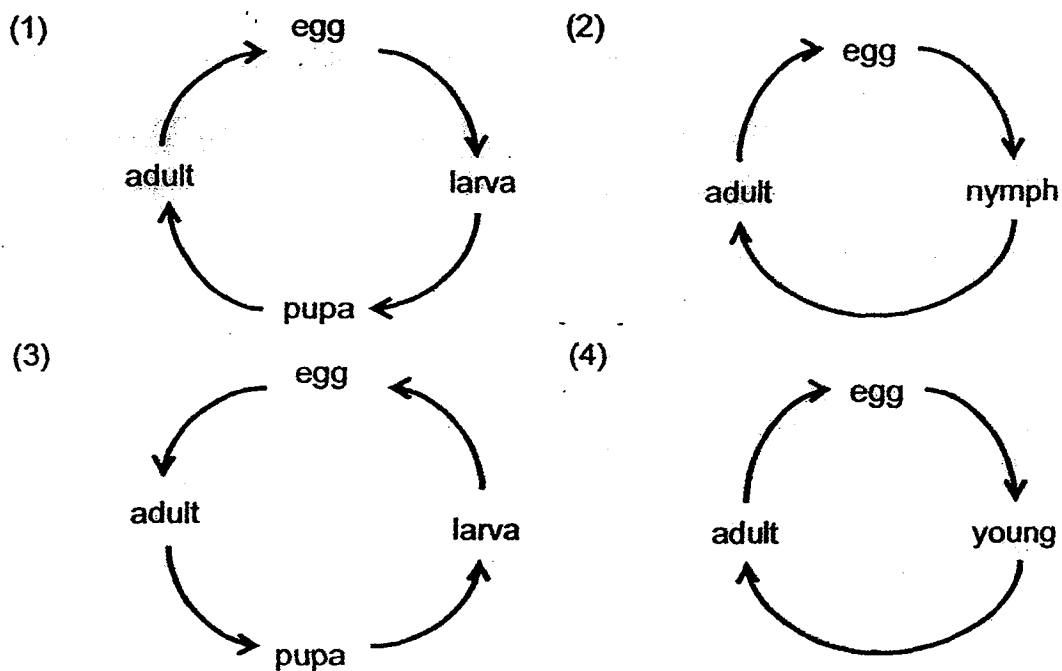 (1)
egg
adult
larva
pupa
(2)
egg
adult
nymph
(3)
egg
adult
larva
pupa
(4)
egg
adult
young